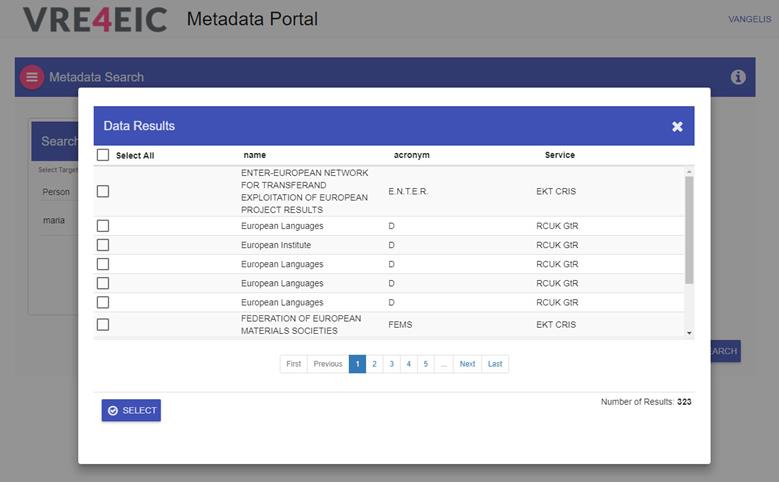 VRE4EIC Metadata Portal VANGELIS
Metadata Search
Search
Select Targe
Person
maria
ARCH
Data Results
Select All name acronym Service
ENTER-EUROPEAN NETWORK
FOR TRANSFERAND
EXPLOITATION OF EUROPEAN
PROJECT RESULTS
E.N.T.E.R. EKT CRIS
European Languages D RCUK GtR
European Institute D RCUK GtR
European Languages D RCUK GtR
European Languages D RCUK GtR
European Languages D RCUK GtR
FEDERATION OF EUROPEAN
MATERIALS SOCIETIES
FEMS EKT CRIS
First Previous 1 2 3 4 5 ... Next Last
Number of Results: 323
SELECT